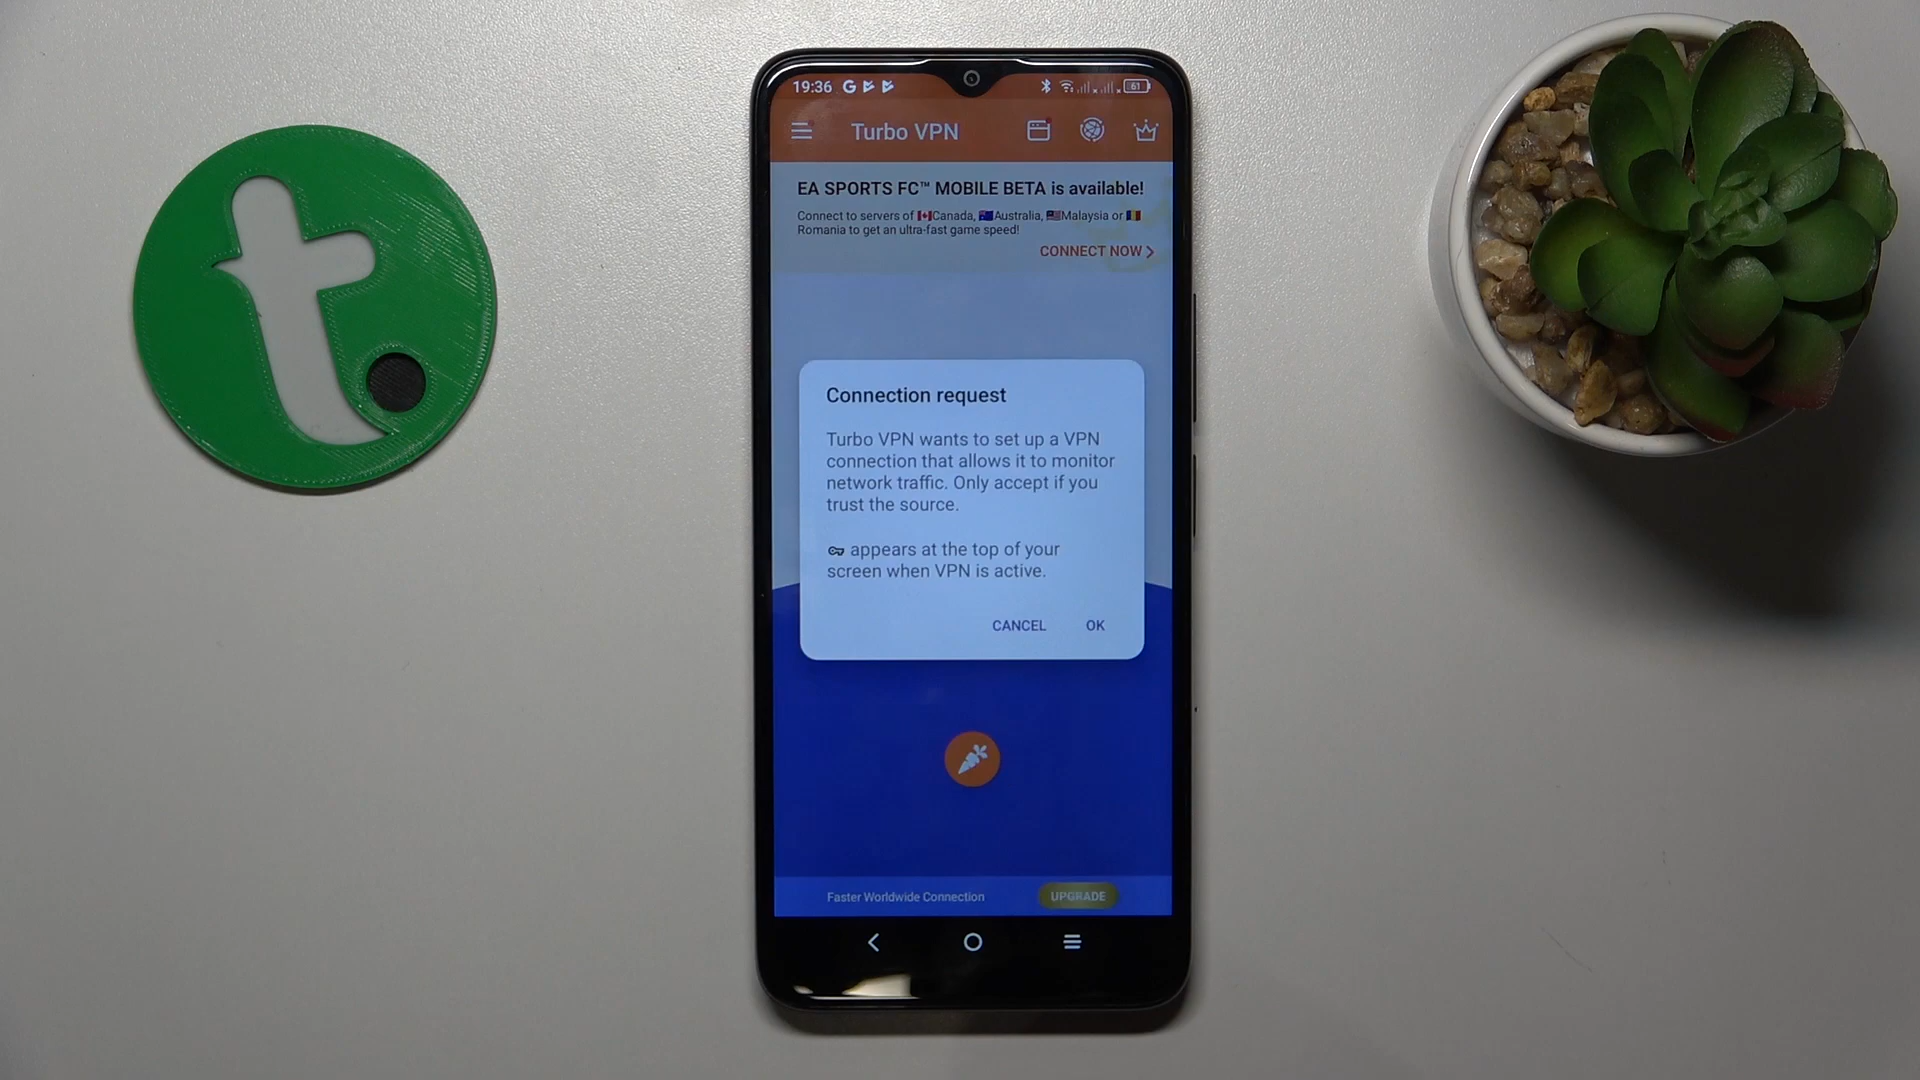 19:36
61
Turbo VPN
EA SPORTS FC™ MOBILE BETA is available!
Connect to servers of 🇨🇦Canada, 🇦🇺Australia, 🇲🇾Malaysia or 🇷🇴
Romania to get an ultra-fast game speed!
CONNECT NOW
Connection request
Turbo VPN wants to set up a VPN
connection that allows it to monitor
network traffic. Only accept if you
trust the source.
appears at the top of your
screen when VPN is active.
CANCEL OK
Faster Worldwide Connection UPGRADE
t.